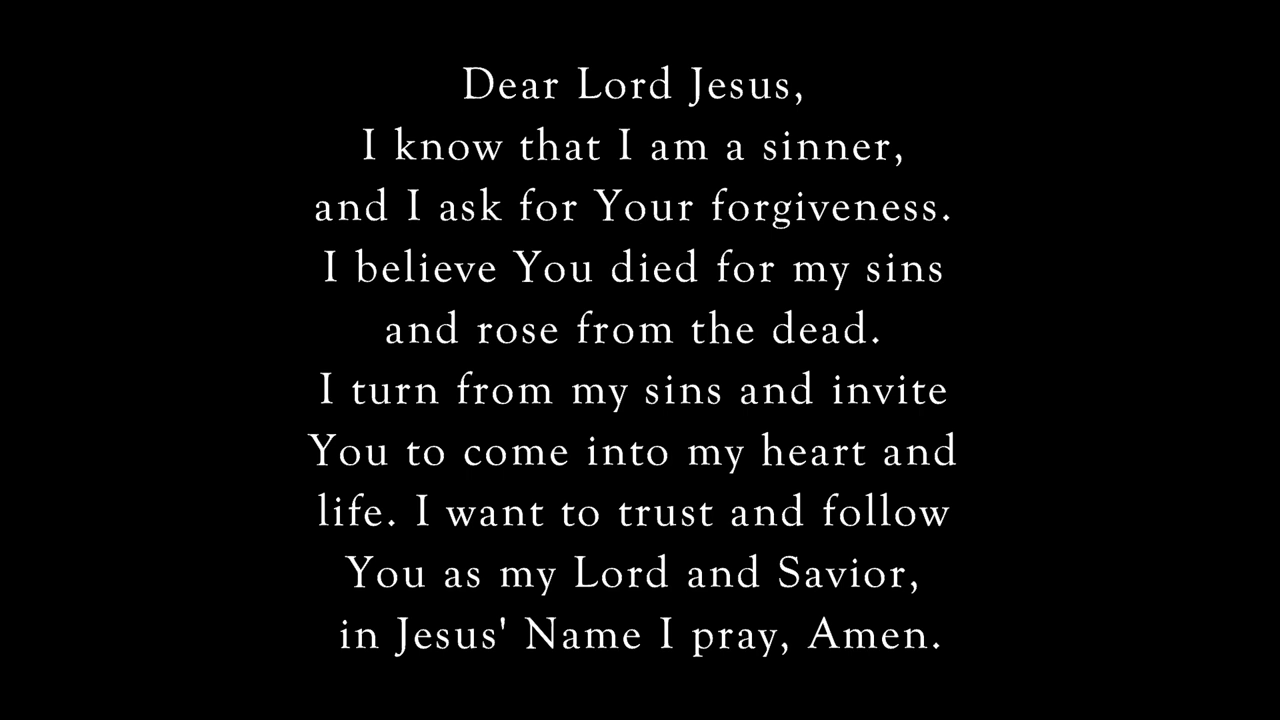 Dear Lord Jesus,
I know that I am a sinner,
and I ask for Your forgiveness.
I believe You died for my sins
and rose from the dead.
I turn from my sins and invite
You to come into my heart and
life. I want to trust and follow
You as my Lord and Savior,
in Jesus' Name I pray, Amen.